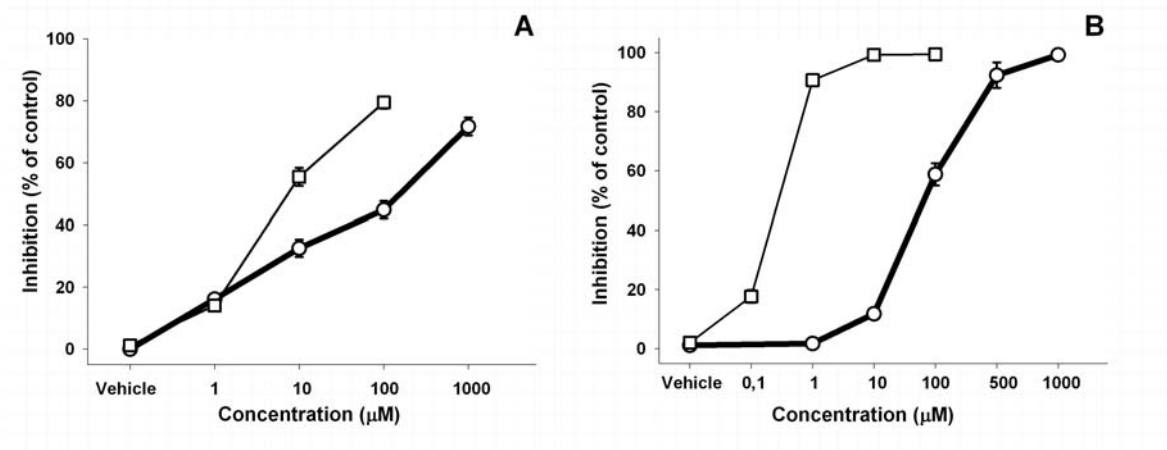 A
100
80
60
40
20
0
Inhibition (% of control)
Vehicle 1 10 100 1000
Concentration (µM)
B
100
80
60
40
20
0
Inhibition (% of control)
Vehicle 0,1 1 10 100 500 1000
Concentration (µM)